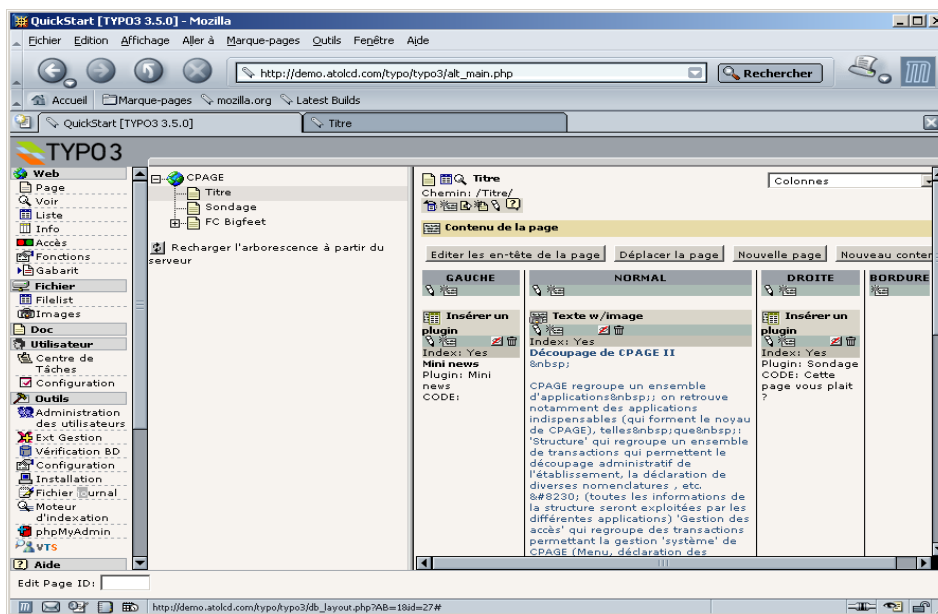 QuickStart [TYPO3 3.5.0] - Mozilla
Fichier Edition Affichage Aller à Marque-pages Outils Fenêtre Aide
http://demo.atolcd.com/typo/typo3/alt_main.php
Rechercher
Accueil Marque-pages mozilla.org Latest Builds
QuickStart [TYPO3 3.5.0] Titre
TYPO3
Web
Page
Voir
Liste
Info
Accès
Fonctions
Gabarit
Fichier
Filelist
Images
Doc
Utilisateur
Centre de
Tâches
Configuration
Outils
Administration
des utilisateurs
Ext Gestion
Vérification BD
Configuration
Installation
Fichier journal
Moteur
d'indexation
phpMyAdmin
VTS
Aide
CPAGE
Titre
Sondage
FC Bigfeet
Recharger l'arborescence à partir du
serveur
Titre
Colonnes
Chemin: /Titre/
Contenu de la
page
Editer les en-tête de la page Déplacer la page Nouvelle page Nouveau conten
GAUCHE
Insérer un
plugin
Index: Yes
Mini news
Plugin: Mini
news
CODE:
NORMAL
Texte w/image
Index: Yes
Découpage de CPAGE II
&nbsp;
CPAGE regroupe un ensemble
d'applications&nbsp;: on retrouve
notamment des applications
indispensables (qui forment le noyau
de CPAGE), telles&nbsp;que&nbsp;:
'Structure' qui regroupe un ensemble
de transactions qui permettent le
découpage administratif de
l'établissement, la déclaration de
diverses nomenclatures , etc.
&#8230; (toutes les informations de
la structure seront exploitées par les
différentes applications) 'Gestion des
accès' qui regroupe des transactions
permettant la gestion 'système' de
CPAGE (Menu, déclaration des
DROITE
Insérer un
plugin
Index: Yes
Plugin: Sondage
CODE: Cette
page vous plait
?
BORDURE
Edit Page ID:
http://demo.atolcd.com/typo/typo3/db_layout.php?AB=1&id=27#